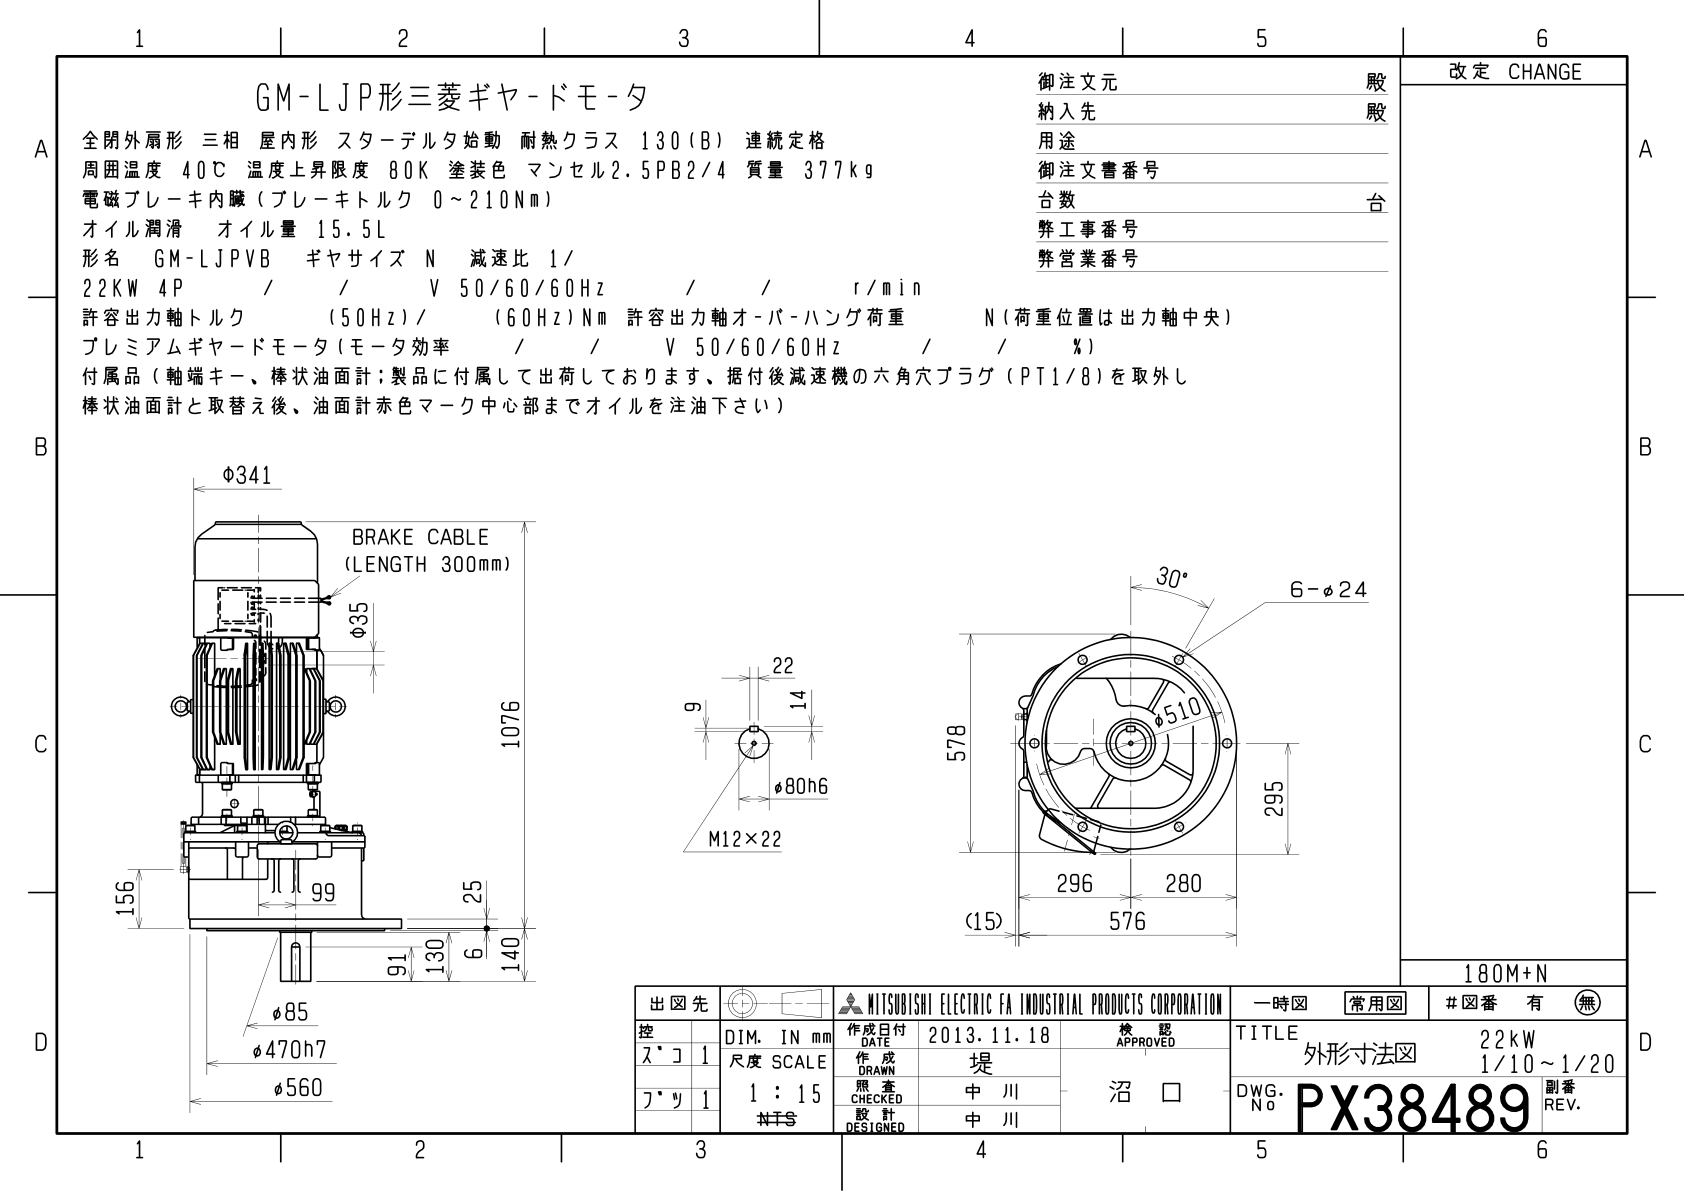 1 2 3 4 5 6
改定 CHANGE
GM-LJP形三菱ギヤードモータ
全閉外扇形 三相 屋内形 スターデルタ始動 耐熱クラス 130(B) 連続定格
周囲温度 40℃ 温度上昇限度 80K 塗装色 マンセル2.5PB2/4 質量 377kg
電磁ブレーキ内臓(ブレーキトルク 0~210Nm)
オイル潤滑 オイル量 15.5L
形名 GM-LJPVB ギヤサイズ N 減速比 1/
22KW 4P / / V 50/60/60Hz / / r/min
許容出力軸トルク (50Hz)/ (60Hz)Nm 許容出力軸オーバーハング荷重 N(荷重位置は出力軸中央)
プレミアムギヤードモータ(モータ効率 / / V 50/60/60Hz / / %)
付属品(軸端キー、棒状油面計;製品に付属して出荷しております、据付後減速機の六角穴プラグ(PT1/8)を取外し
棒状油面計と取替え後、油面計赤色マーク中心部までオイルを注油下さい)
御注文元 殿
納入先 殿
用途
御注文書番号
台数 台
弊工事番号
弊営業番号
A A
B B
C C
D D
Φ341
BRAKE CABLE
(LENGTH 300mm)
Φ35
1076
156
99
25
6
91
130
140
φ85
φ470h7
φ560
22
9
14
φ80h6
M12×22
30°
6-φ24
578
φ510
295
296 280
(15) 576
180M+N
出図先
MITSUBISHI ELECTRIC FA INDUSTRIAL PRODUCTS CORPORATION
一時図 常用図 #図番 有 無
控
ズコ 1
ブツ 1
DIM. IN mm
尺度 SCALE
1 : 15
NTS
作成日付 DATE 2013.11.18
作成 DRAWN 堤
照査 CHECKED 中川
設計 DESIGNED 中川
検認 APPROVED
沼口
TITLE
外形寸法図
22kW
1/10~1/20
DWG. No PX38489
副番 REV.
1 2 3 4 5 6